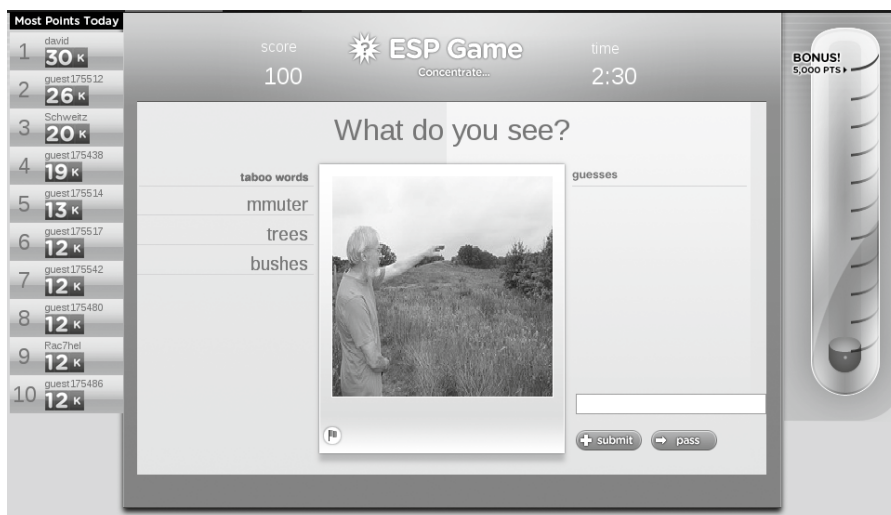 Most Points Today
1 david
30 K
2 guest175512
26 K
3 Schweitz
20 K
4 guest175438
19 K
5 guest175514
13 K
6 guest175517
12 K
7 guest175542
12 K
8 guest175480
12 K
9 Rac7hel
12 K
10 guest175486
12 K
score
100
ESP Game
Concentrate...
time
2:30
BONUS!
5,000 PTS
What do you see?
taboo words
mmuter
trees
bushes
guesses
submit
pass